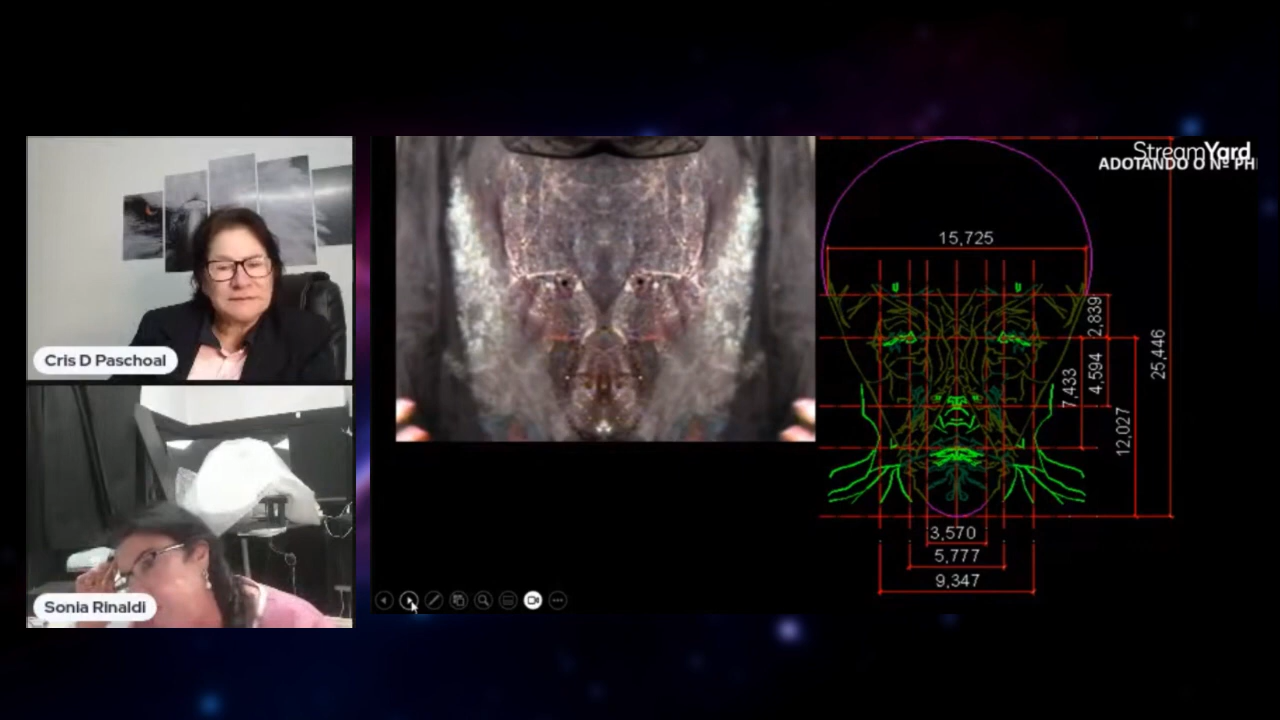 StreamYard
ADOTANDO O Nº PH
15,725
2,839
25,446
4,594
7,433
12,027
Cris D Paschoal
3,570
5,777
9,347
Sonia Rinaldi